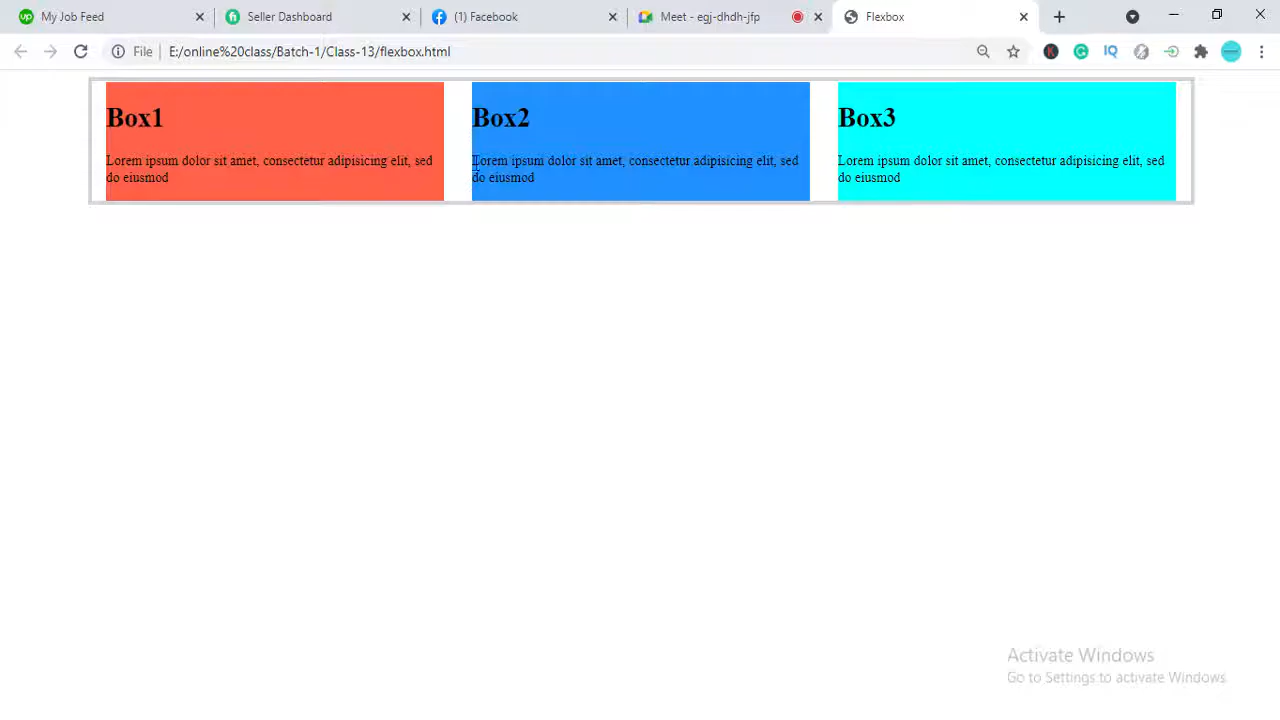 My Job Feed
Seller Dashboard
(1) Facebook
Meet - egj-dhdh-jfp
Flexbox
File
E:/online%20class/Batch-1/Class-13/flexbox.html
IQ
Box1
Lorem ipsum dolor sit amet, consectetur adipisicing elit, sed
do eiusmod
Box2
Lorem ipsum dolor sit amet, consectetur adipisicing elit, sed
do eiusmod
Box3
Lorem ipsum dolor sit amet, consectetur adipisicing elit, sed
do eiusmod
Activate Windows
Go to Settings to activate Windows.